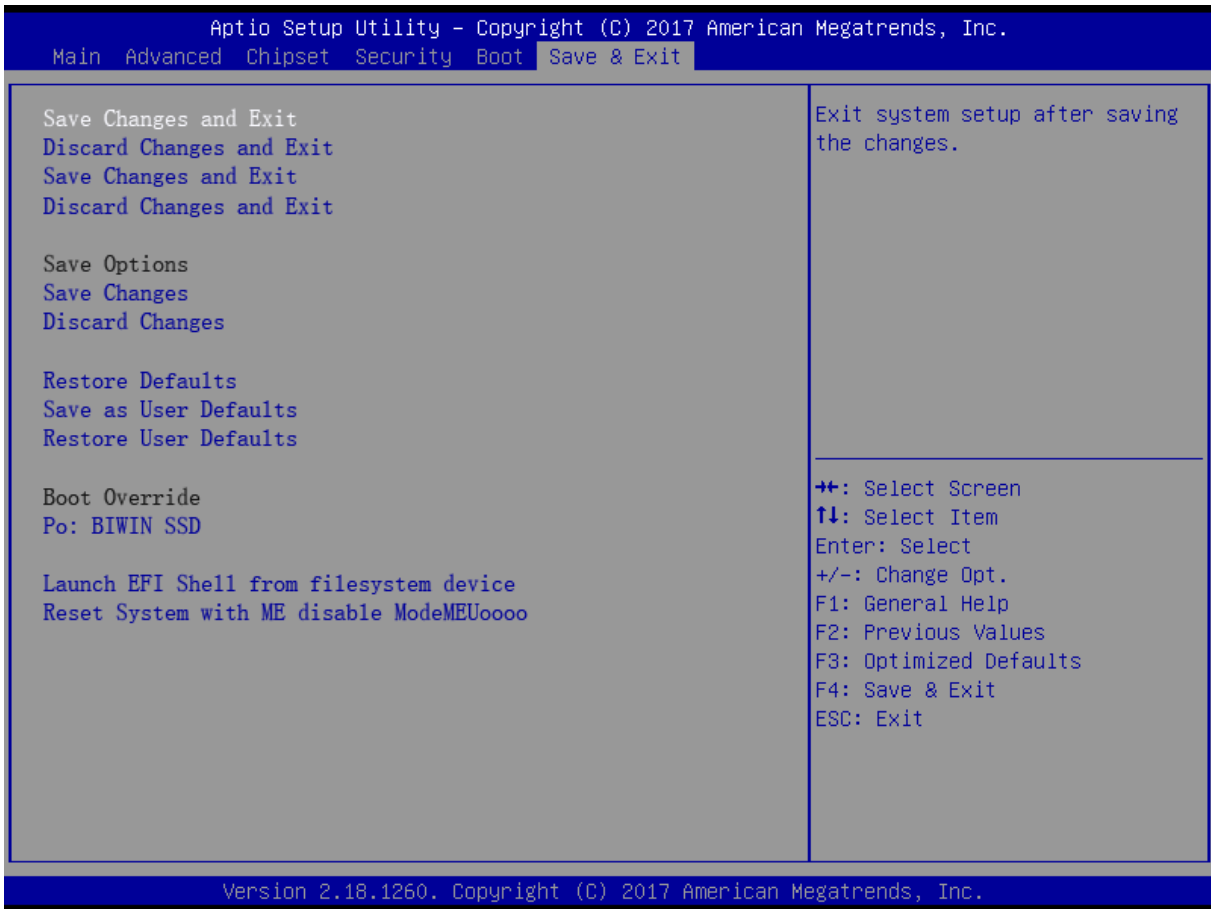 Aptio Setup Utility – Copyright (C) 2017 American Megatrends, Inc.
Main Advanced Chipset Security Boot Save & Exit
Save Changes and Exit
Discard Changes and Exit
Save Changes and Exit
Discard Changes and Exit
Save Options
Save Changes
Discard Changes
Restore Defaults
Save as User Defaults
Restore User Defaults
Boot Override
Po: BIWIN SSD
Launch EFI Shell from filesystem device
Reset System with ME disable ModeMEUoooo
Exit system setup after saving
the changes.
→←: Select Screen
↑↓: Select Item
Enter: Select
+/-: Change Opt.
F1: General Help
F2: Previous Values
F3: Optimized Defaults
F4: Save & Exit
ESC: Exit
Version 2.18.1260. Copyright (C) 2017 American Megatrends, Inc.